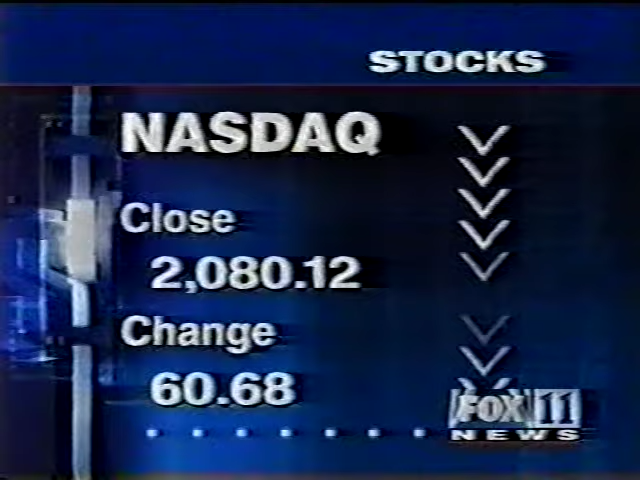 STOCKS
NASDAQ
Close
2,080.12
Change
60.68
FOX 11
NEWS